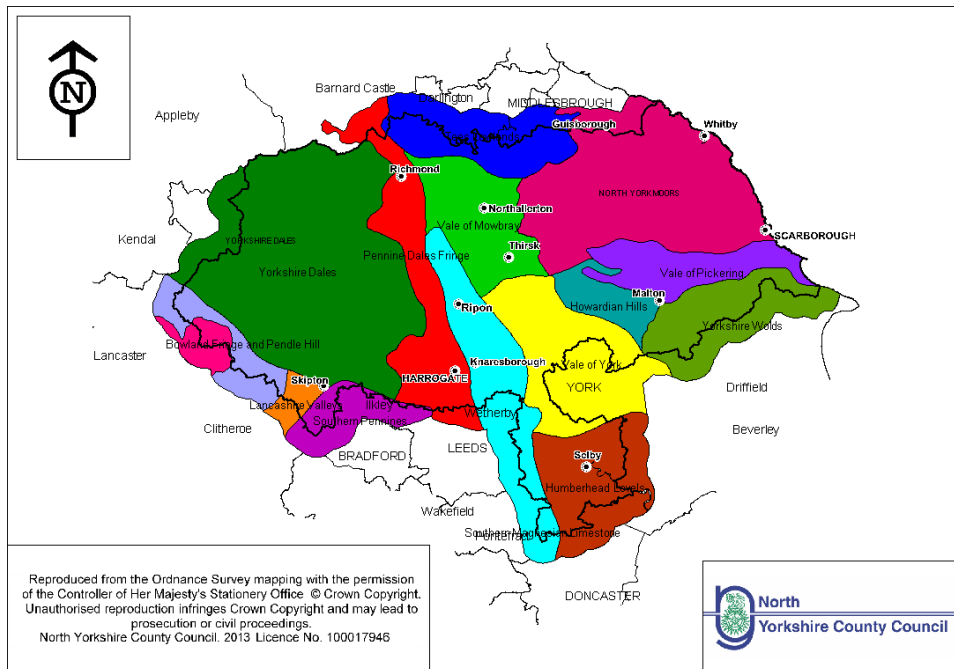 N
Barnard Castle
Darlington
MIDDLESBROUGH
Appleby
Guisborough
Whitby
Richmond
NORTH YORKMOORS
Northallerton
Vale of Mowbray
SCARBOROUGH
Kendal
YORKSHIRE DALES
Thirsk
Pennine Dales Fringe
Yorkshire Dales
Vale of Pickering
Malton
Ripon
Howardian Hills
Yorkshire Wolds
Lancaster
Bowland Fringe and Pendle Hill
Knaresborough
Vale of York
HARROGATE
Skipton
YORK
Driffield
Lancashire Valleys
Ilkley
Wetherby
Southern Pennines
Clitheroe
Beverley
LEEDS
BRADFORD
Selby
Humberhead Levels
Wakefield
Southern Magnesian Limestone
Pontefract
DONCASTER
Reproduced from the Ordnance Survey mapping with the permission
of the Controller of Her Majesty's Stationery Office © Crown Copyright.
Unauthorised reproduction infringes Crown Copyright and may lead to
prosecution or civil proceedings.
North Yorkshire County Council. 2013 Licence No. 100017946
North
Yorkshire County Council